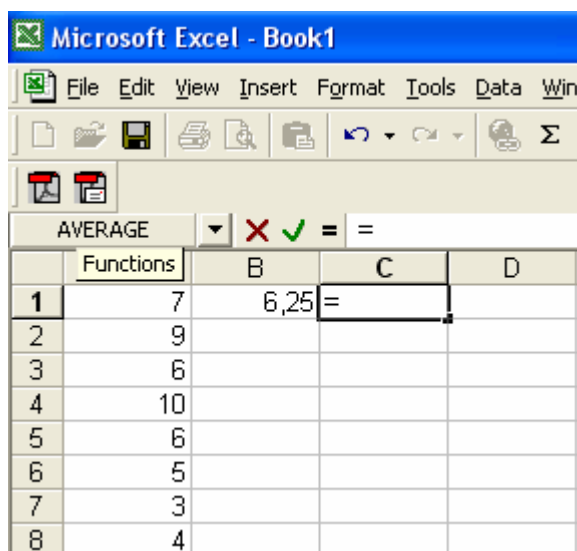 Microsoft Excel - Book1
File Edit View Insert Format Tools Data Win
Σ
AVERAGE = =
Functions B C D
1 7 6,25 =
2 9
3 6
4 10
5 6
6 5
7 3
8 4